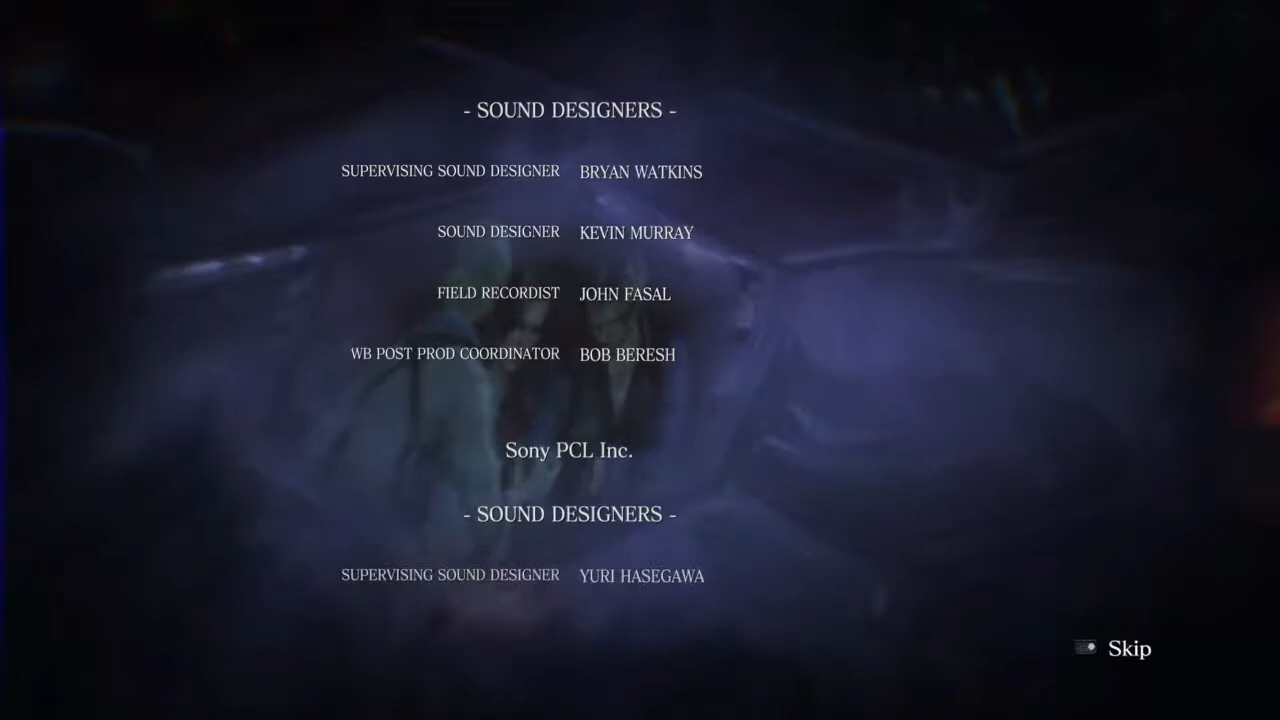 - SOUND DESIGNERS -
SUPERVISING SOUND DESIGNER BRYAN WATKINS
SOUND DESIGNER KEVIN MURRAY
FIELD RECORDIST JOHN FASAL
WB POST PROD COORDINATOR BOB BERESH
Sony PCL Inc.
- SOUND DESIGNERS -
SUPERVISING SOUND DESIGNER YURI HASEGAWA
Skip